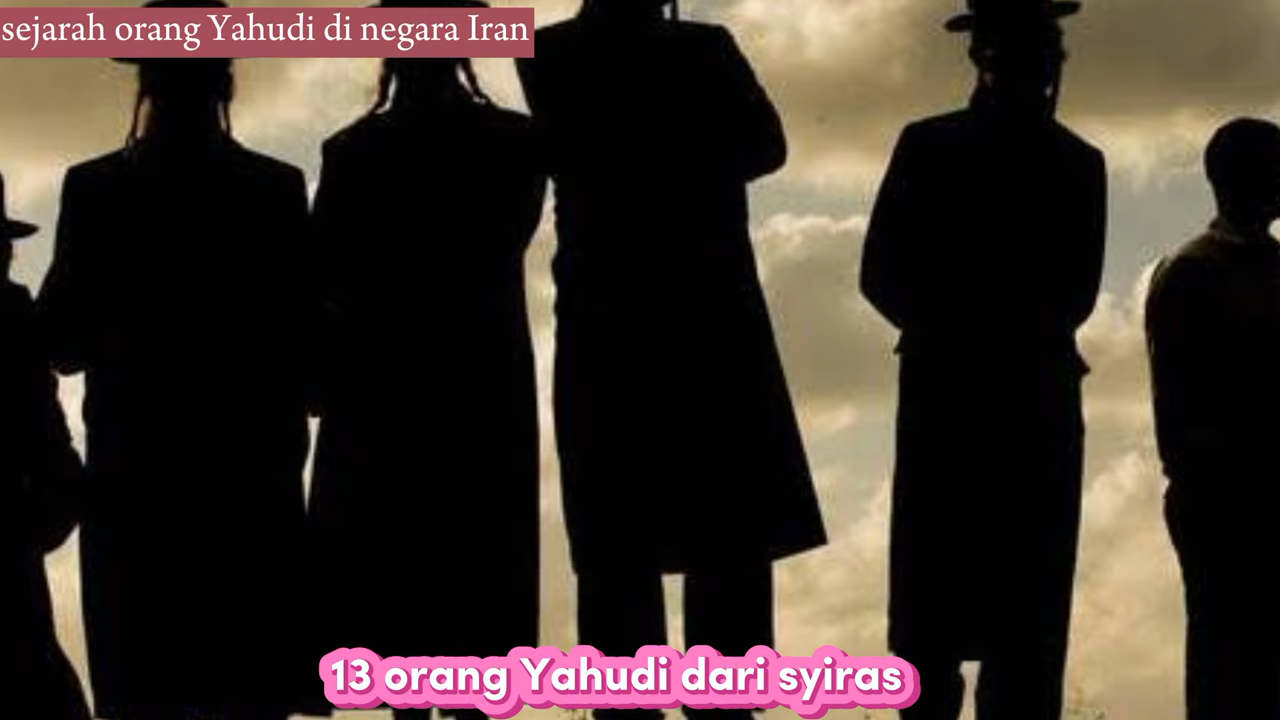 sejarah orang Yahudi di negara Iran
13 orang Yahudi dari syiras